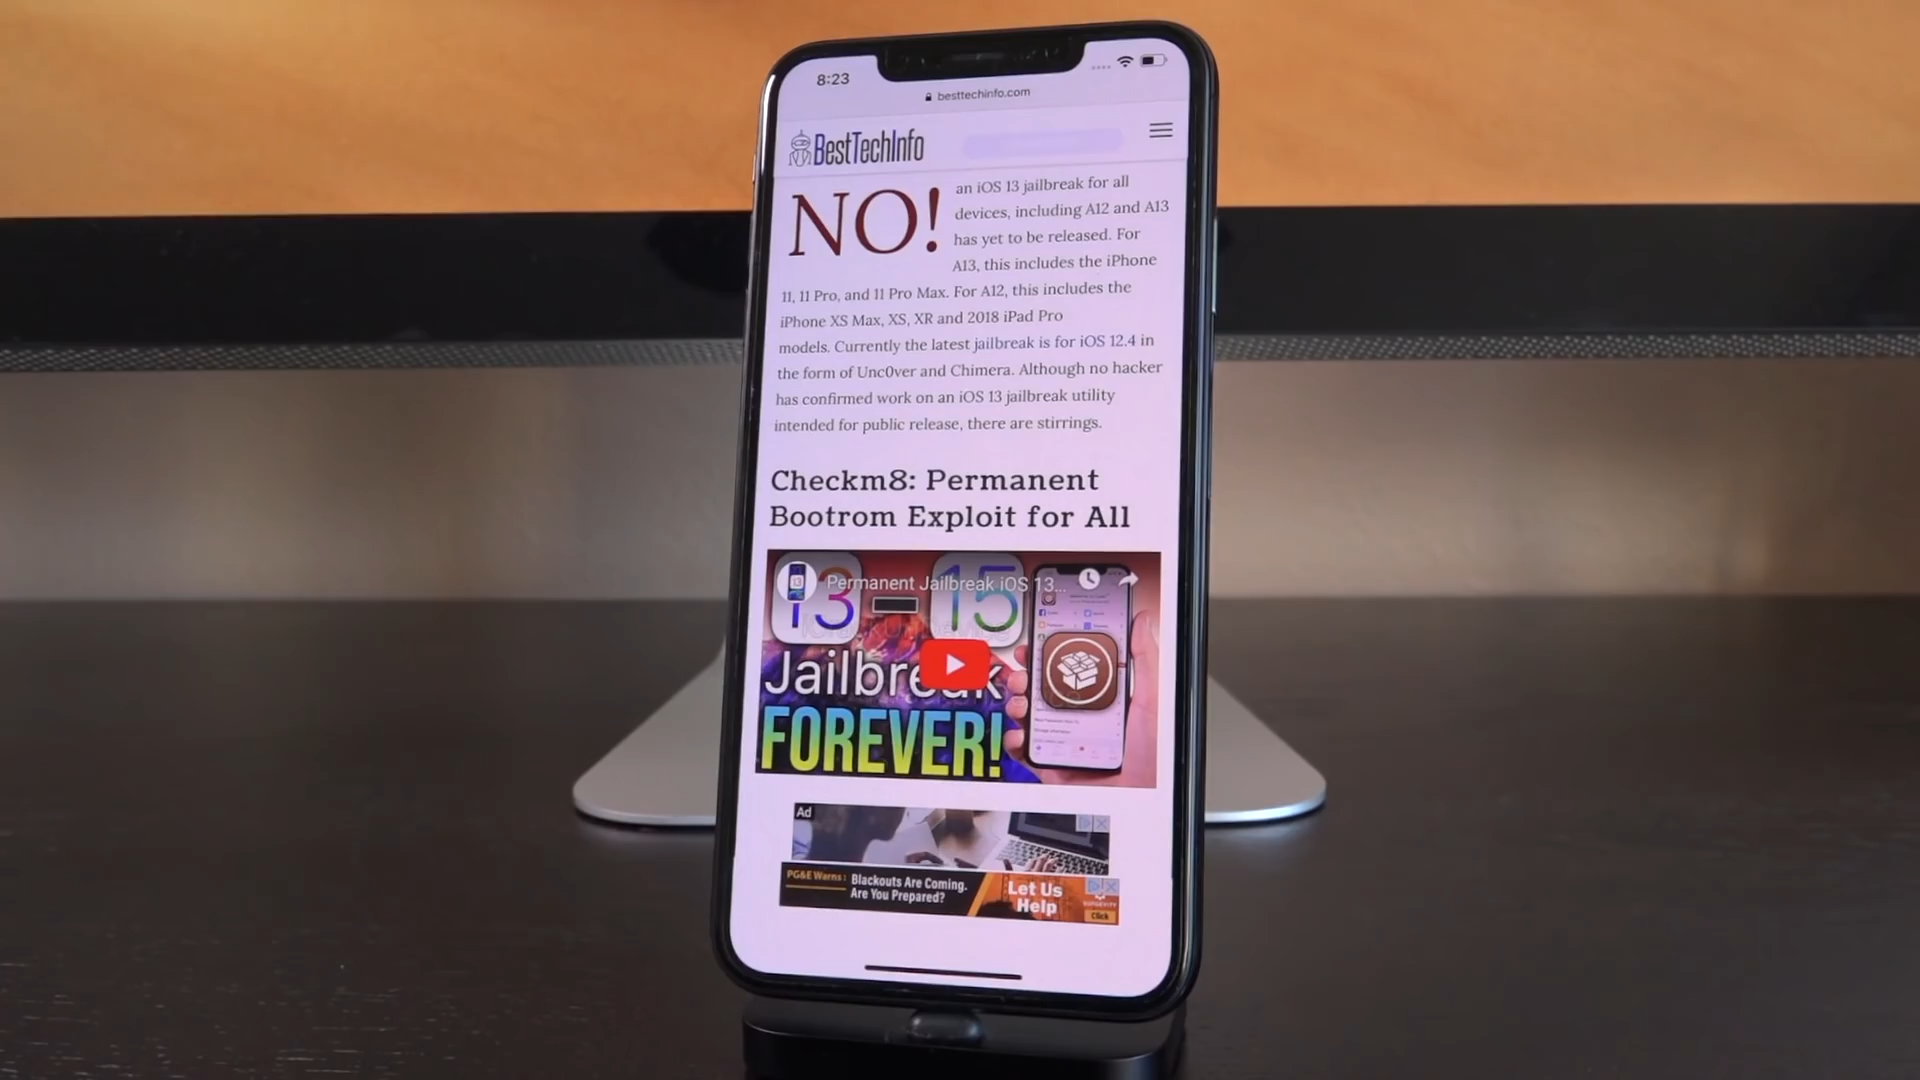 8:23
besttechinfo.com
BestTechInfo
NO!
an iOS 13 jailbreak for all
devices, including A12 and A13
has yet to be released. For
A13, this includes the iPhone
11, 11 Pro, and 11 Pro Max. For A12, this includes the
iPhone XS Max, XS, XR and 2018 iPad Pro
models. Currently the latest jailbreak is for iOS 12.4 in
the form of Unc0ver and Chimera. Although no hacker
has confirmed work on an iOS 13 jailbreak utility
intended for public release, there are stirrings.
Checkm8: Permanent
Bootrom Exploit for All
Permanent Jailbreak iOS 13...
13 – 15
Jailbreak
FOREVER!
Ad
PG&E Warns:
Blackouts Are Coming.
Are You Prepared?
Let Us
Help
Click